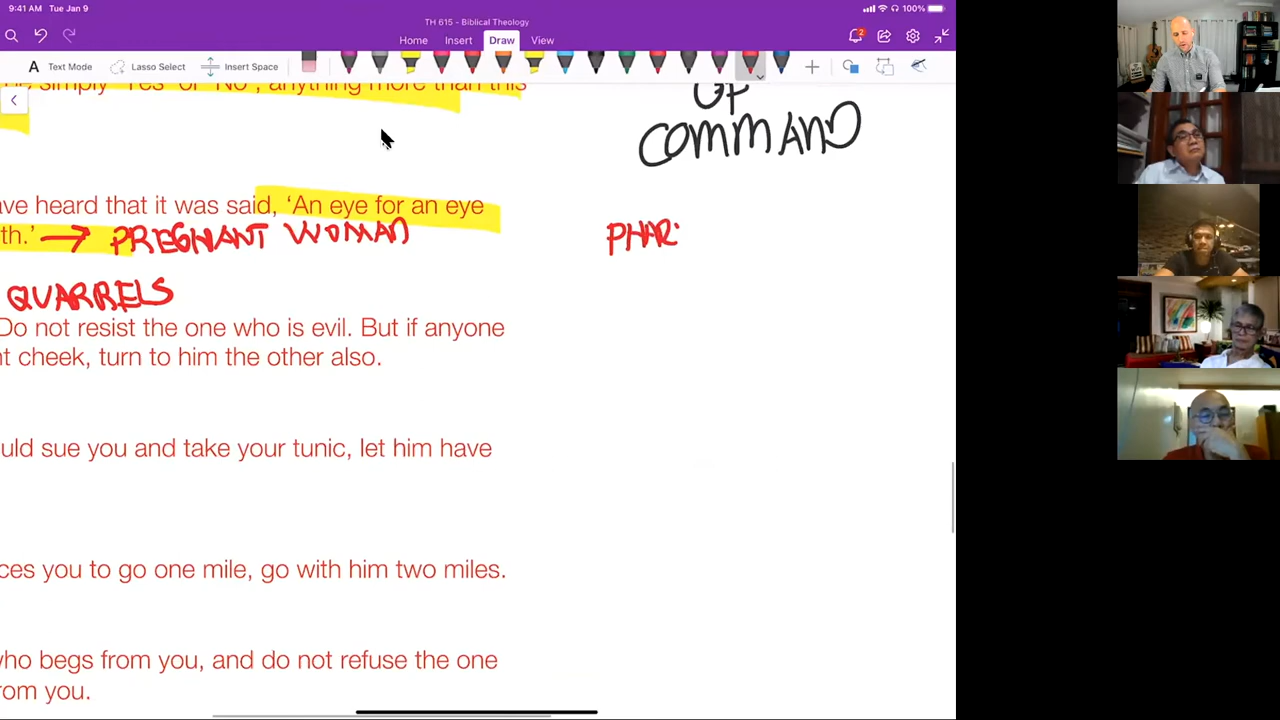 9:41 AM Tue Jan 9
100%
TH 615 - Biblical Theology
Home Insert Draw View
2
A Text Mode Lasso Select Insert Space
simply 'Yes' or 'No'; anything more than this
OF
COMMAND
ave heard that it was said, 'An eye for an eye
th.' → PREGNANT WOMAN
PHAR
QUARRELS
Do not resist the one who is evil. But if anyone
nt cheek, turn to him the other also.
ould sue you and take your tunic, let him have
ces you to go one mile, go with him two miles.
who begs from you, and do not refuse the one
rom you.